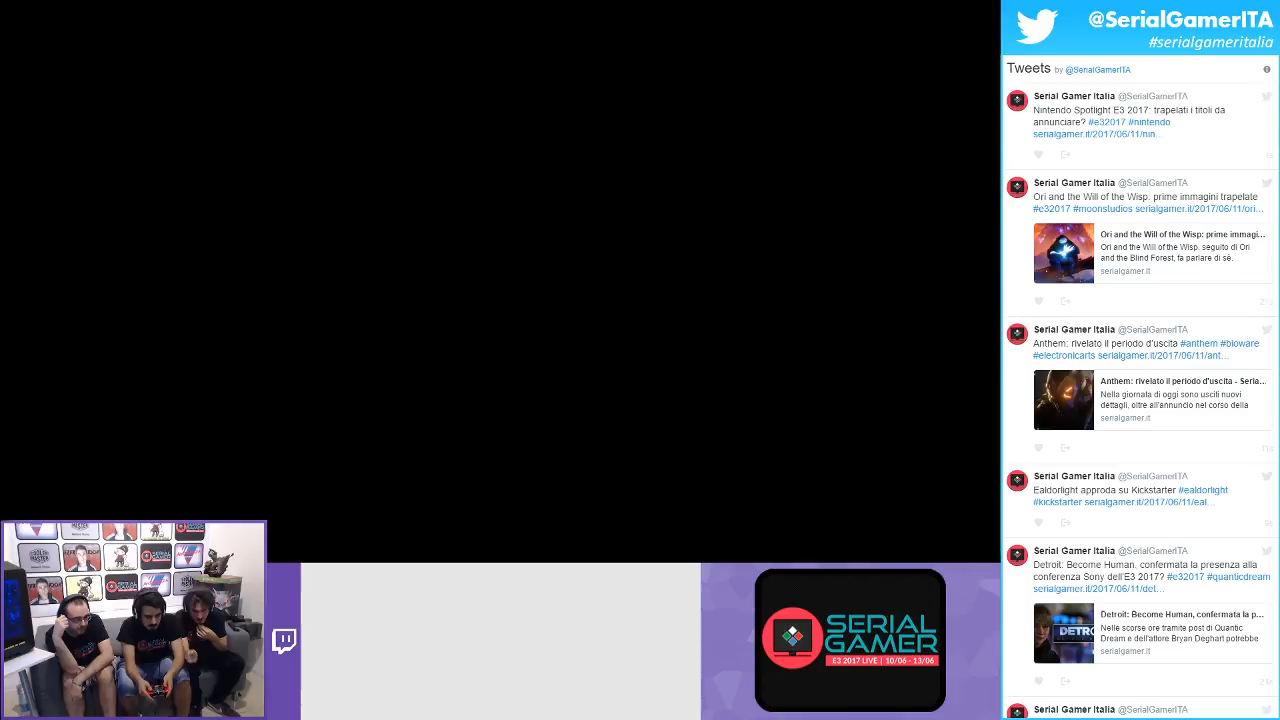 @SerialGamerITA
#serialgameritalia
Tweets by @SerialGamerITA
Serial Gamer Italia @SerialGamerITA
Nintendo Spotlight E3 2017: trapelati i titoli da
annunciare? #e32017 #nintendo
serialgamer.it/2017/06/11/nin...
Serial Gamer Italia @SerialGamerITA
Ori and the Will of the Wisp: prime immagini trapelate
#e32017 #moonstudios serialgamer.it/2017/06/11/ori...
Ori and the Will of the Wisp: prime immagi...
Ori and the Will of the Wisp, seguito di Ori
and the Blind Forest, fa parlare di sé.
serialgamer.it
Serial Gamer Italia @SerialGamerITA
Anthem: rivelato il periodo d'uscita #anthem #bioware
#electronicarts serialgamer.it/2017/06/11/ant...
Anthem: rivelato il periodo d'uscita - Seria...
Nella giornata di oggi sono usciti nuovi
dettagli, oltre all'annuncio nel corso della
serialgamer.it
Serial Gamer Italia @SerialGamerITA
Ealdorlight approda su Kickstarter #ealdorlight
#kickstarter serialgamer.it/2017/06/11/eal...
Serial Gamer Italia @SerialGamerITA
Detroit: Become Human, confermata la presenza alla
conferenza Sony dell'E3 2017? #e32017 #quanticdream
serialgamer.it/2017/06/11/det...
DETRO
Detroit: Become Human, confermata la p...
Nelle scorse ore tramite post di Quantic
Dream e dell'attore Bryan Deghart potrebbe
serialgamer.it
Serial Gamer Italia @SerialGamerITA
SERIAL
GAMER
E3 2017 LIVE | 10/06 - 13/06